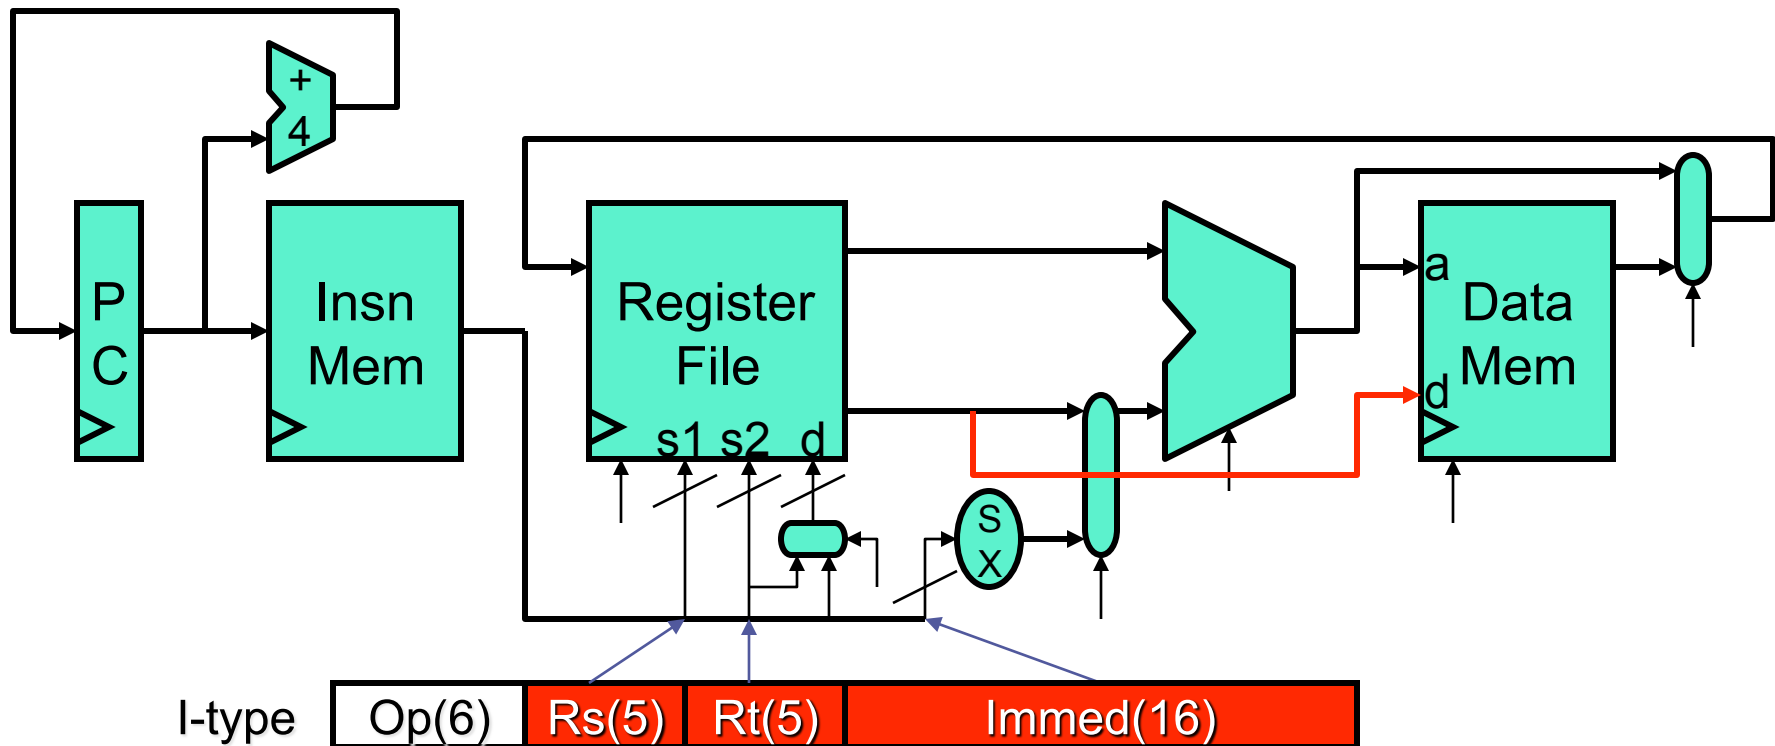 +
4
P
C
Insn
Mem
Register
File
s1 s2 d
a
Data
Mem
d
S
X
I-type Op(6) Rs(5) Rt(5) Immed(16)